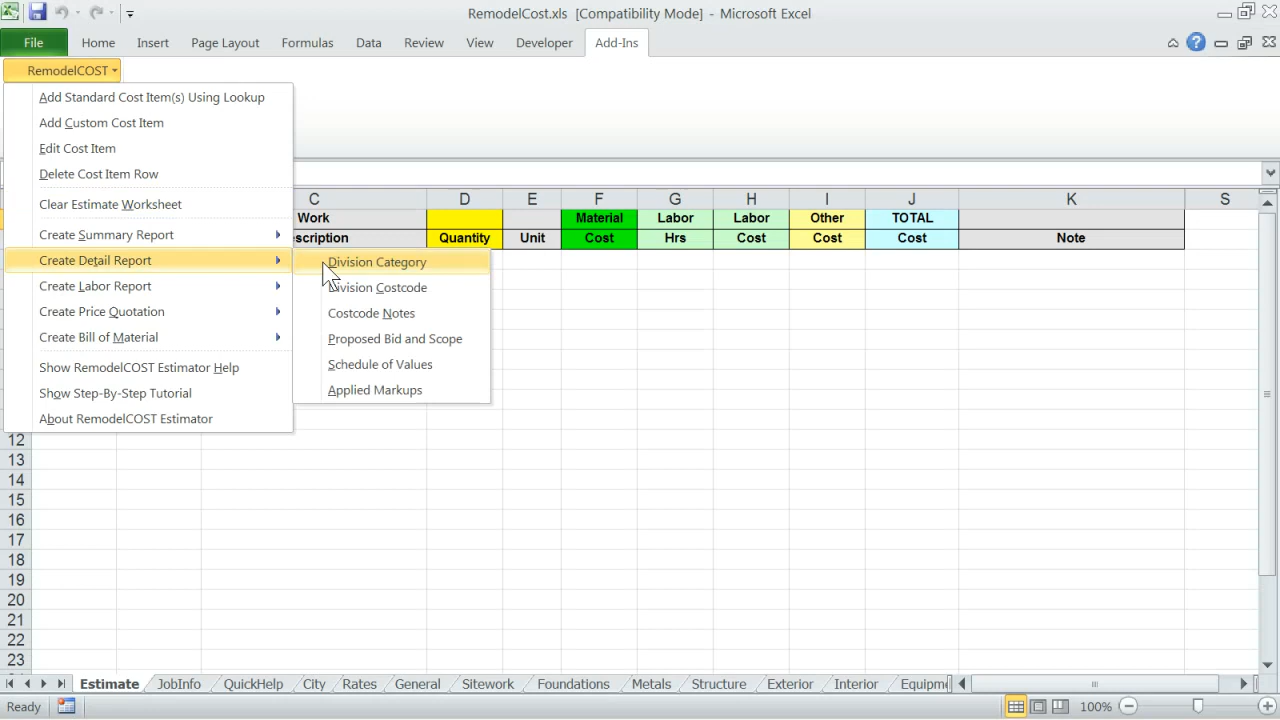 RemodelCost.xls [Compatibility Mode] - Microsoft Excel
File Home Insert Page Layout Formulas Data Review View Developer Add-Ins
RemodelCOST
Add Standard Cost Item(s) Using Lookup
Add Custom Cost Item
Edit Cost Item
Delete Cost Item Row
Clear Estimate Worksheet
Create Summary Report
Create Detail Report
Create Labor Report
Create Price Quotation
Create Bill of Material
Show RemodelCOST Estimator Help
Show Step-By-Step Tutorial
About RemodelCOST Estimator
Division Category
Division Costcode
Costcode Notes
Proposed Bid and Scope
Schedule of Values
Applied Markups
C D E F G H I J K S
Work Material Labor Labor Other TOTAL
scription Quantity Unit Cost Hrs Cost Cost Cost Note
12
13
14
15
16
17
18
19
20
21
22
23
Estimate JobInfo QuickHelp City Rates General Sitework Foundations Metals Structure Exterior Interior Equipme
Ready 100%